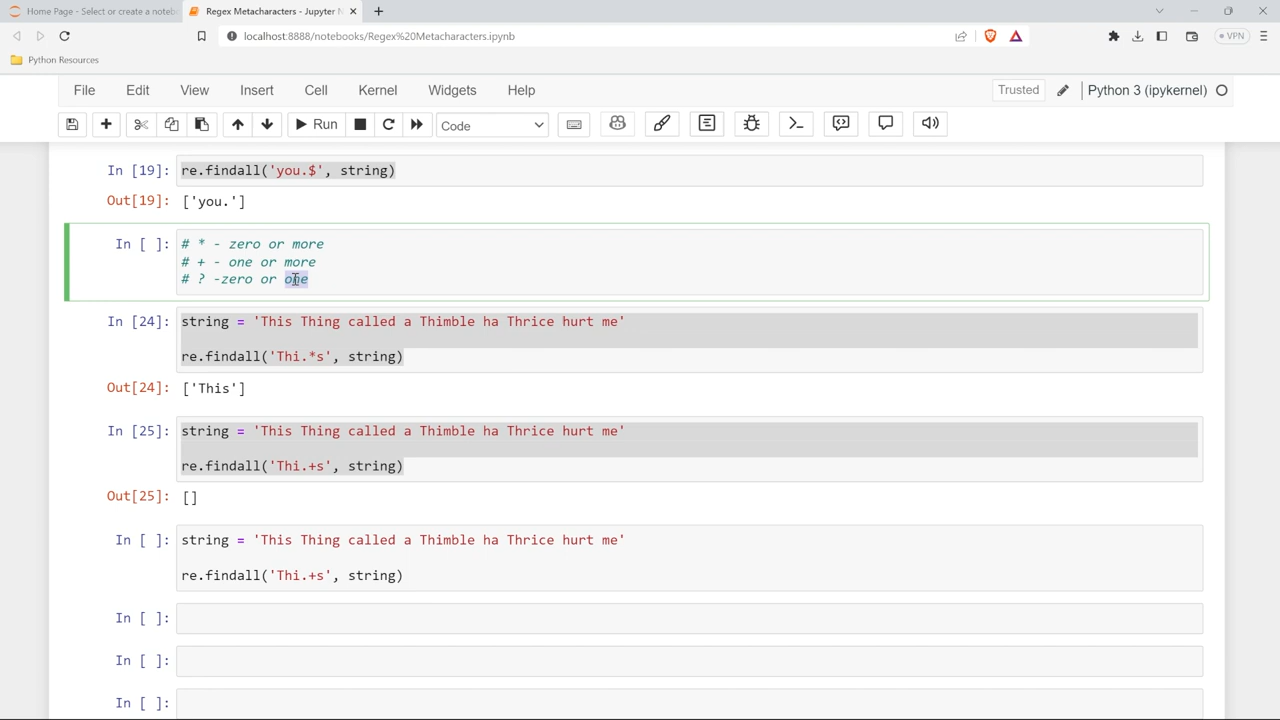 Home Page - Select or create a noteb
Regex Metacharacters - Jupyter N
localhost:8888/notebooks/Regex%20Metacharacters.ipynb
VPN
Python Resources
File Edit View Insert Cell Kernel Widgets Help
Trusted
Python 3 (ipykernel)
Run
Code
In [19]: re.findall('you.$', string)
Out[19]: ['you.']
In [ ]: # * - zero or more
# + - one or more
# ? -zero or one
In [24]: string = 'This Thing called a Thimble ha Thrice hurt me'
re.findall('Thi.*s', string)
Out[24]: ['This']
In [25]: string = 'This Thing called a Thimble ha Thrice hurt me'
re.findall('Thi.+s', string)
Out[25]: []
In [ ]: string = 'This Thing called a Thimble ha Thrice hurt me'
re.findall('Thi.+s', string)
In [ ]:
In [ ]:
In [ ]: